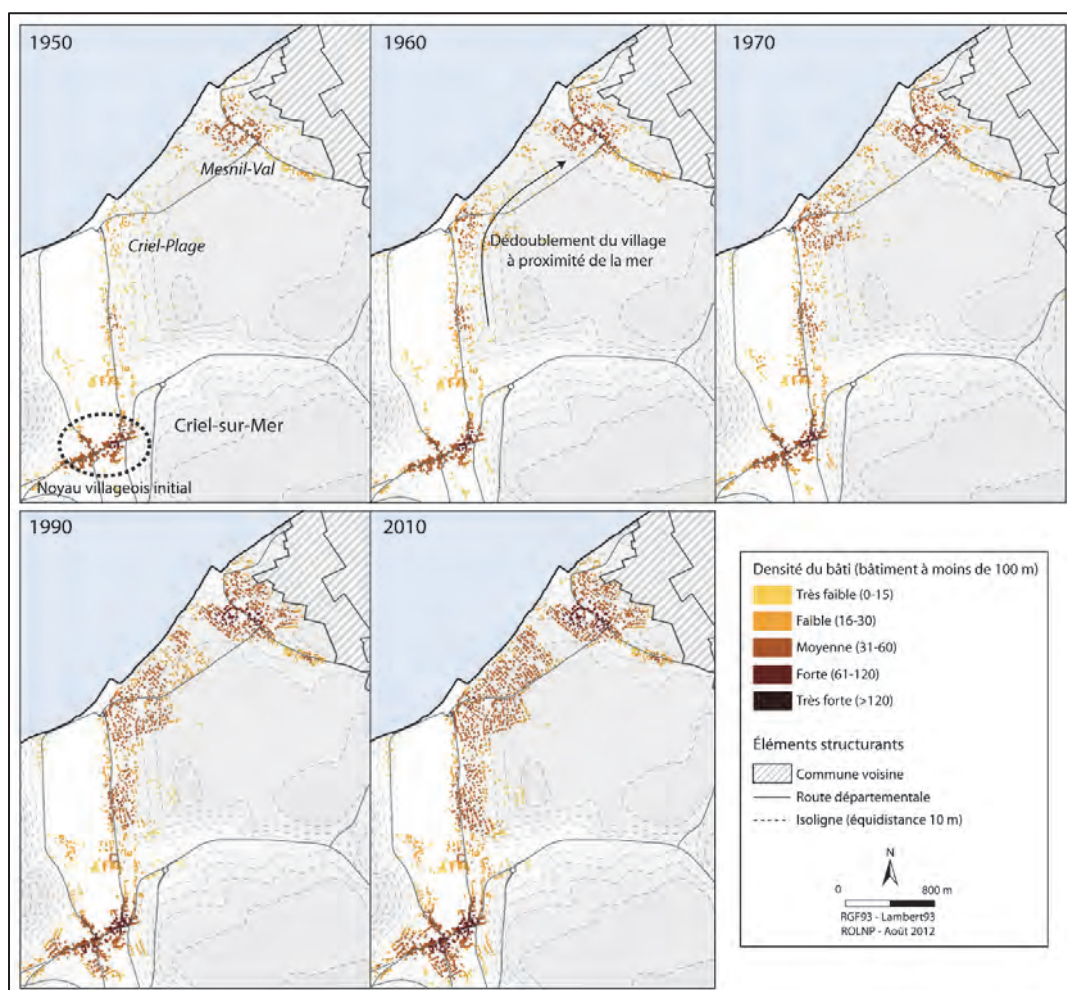 1950
Mesnil-Val
Criel-Plage
Criel-sur-Mer
Noyau villageois initial
1960
Dédoublement du village
à proximité de la mer
1970
1990
2010
Densité du bâti (bâtiment à moins de 100 m)
Très faible (0-15)
Faible (16-30)
Moyenne (31-60)
Forte (61-120)
Très forte (>120)
Éléments structurants
Commune voisine
Route départementale
Isoligne (équidistance 10 m)
N
0 800 m
RGF93 - Lambert93
ROLNP - Août 2012